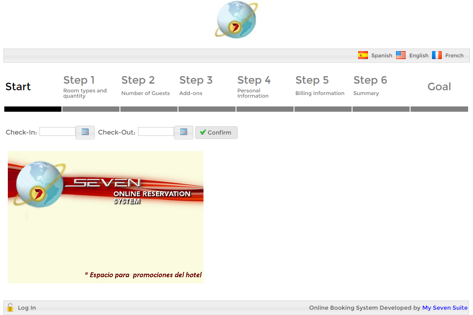 Spanish English French
Start
Step 1
Room types and
quantity
Step 2
Number of Guests
Step 3
Add-ons
Step 4
Personal
Information
Step 5
Billing Information
Step 6
Summary
Goal
Check-In: Check-Out: Confirm
7
SEVEN
ONLINE RESERVATION
SYSTEM
* Espacio para promociones del hotel
Log In
Online Booking System Developed by My Seven Suite